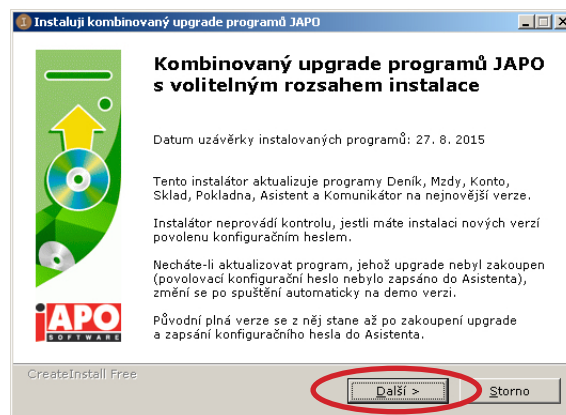 Instaluji kombinovaný upgrade programů JAPO
Kombinovaný upgrade programů JAPO
s volitelným rozsahem instalace
Datum uzávěrky instalovaných programů: 27. 8. 2015
Tento instalátor aktualizuje programy Deník, Mzdy, Konto,
Sklad, Pokladna, Asistent a Komunikátor na nejnovější verze.
Instalátor neprovádí kontrolu, jestli máte instalaci nových verzí
povolenu konfiguračním heslem.
Necháte-li aktualizovat program, jehož upgrade nebyl zakoupen
(povolovací konfigurační heslo nebylo zapsáno do Asistenta),
změní se po spuštění automaticky na demo verzi.
Původní plná verze se z něj stane až po zakoupení upgrade
a zapsání konfiguračního hesla do Asistenta.
jAPO
SOFTWARE
CreateInstall Free
Další >
Storno